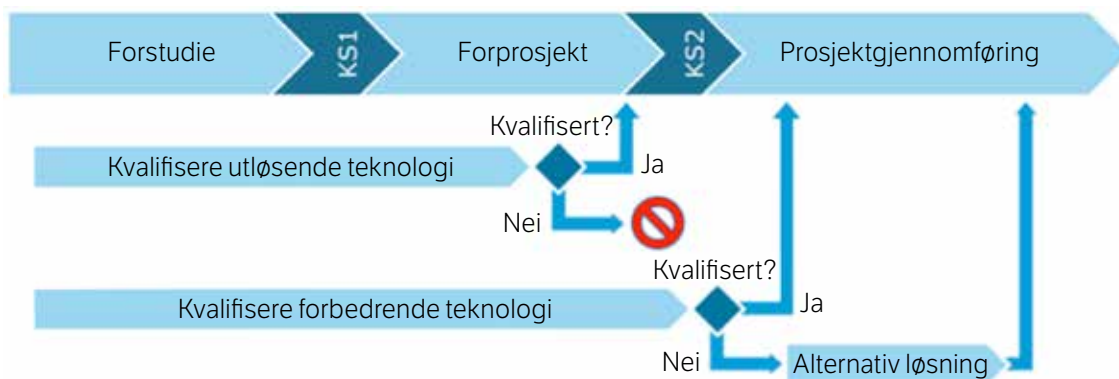 Forstudie
KS1
Forprosjekt
KS2
Prosjektgjennomføring
Kvalifisert?
Kvalifisere utløsende teknologi
Ja
Nei
Kvalifisert?
Kvalifisere forbedrende teknologi
Ja
Nei
Alternativ løsning